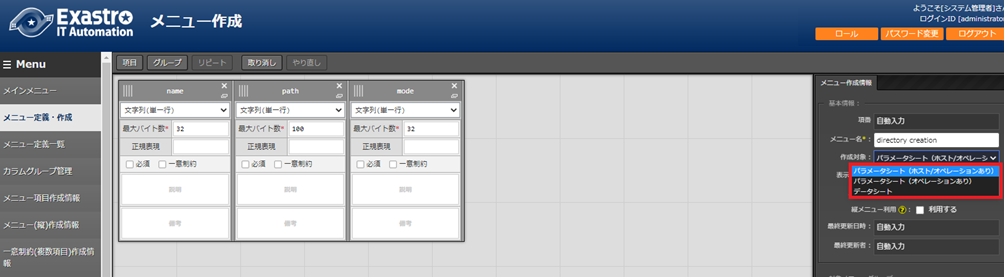 Exastro
IT Automation
メニュー作成
ようこそ[システム管理者]さん
ログインID [administrator
ロール
パスワード変更
ログアウト
Menu
項目
グループ
リピート
取り消し
やり直し
メインメニュー
メニュー定義・作成
メニュー定義一覧
カラムグループ管理
メニュー項目作成情報
メニュー(縦)作成情報
一意制約(複数項目)作成情
報
name
path
mode
文字列(単一行)
文字列(単一行)
文字列(単一行)
最大バイト数* 32
最大バイト数* 100
最大バイト数* 32
正規表現
正規表現
正規表現
必須 一意制約
必須 一意制約
必須 一意制約
説明
説明
説明
備考
備考
備考
メニュー作成情報
基本情報：
項番 自動入力
メニュー名*： directory creation
作成対象： パラメータシート（ホスト/オペレーシ
パラメータシート（ホスト/オペレーションあり）
パラメータシート（オペレーションあり）
データシート
表示
縦メニュー利用?： 利用する
最終更新日時： 自動入力
最終更新者： 自動入力